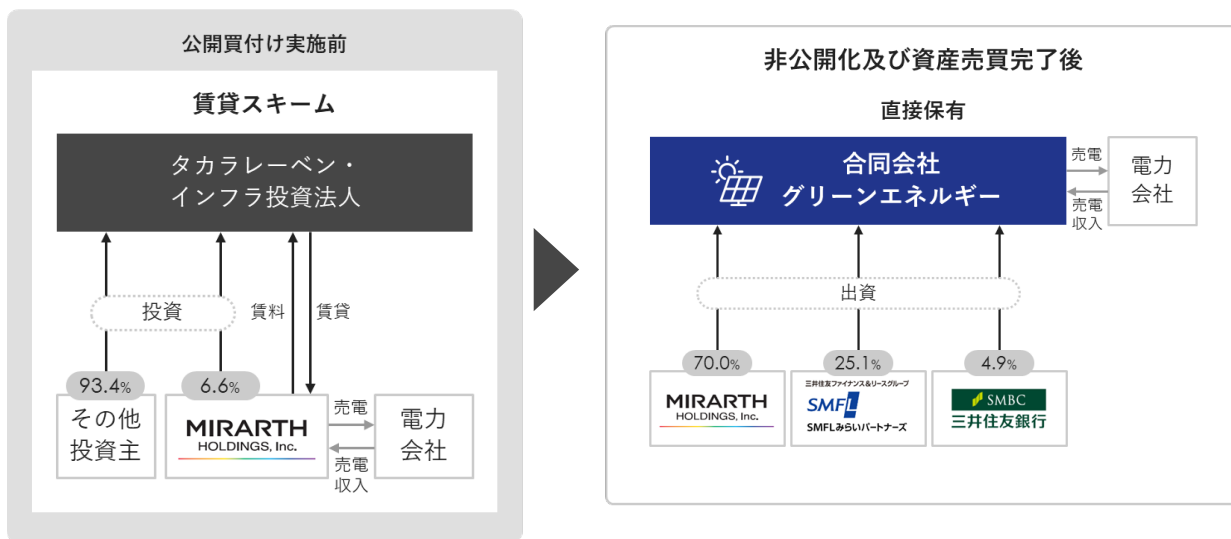 公開買付け実施前
賃貸スキーム
タカラレーベン・
インフラ投資法人
投資
賃料
賃貸
93.4%
6.6%
その他
投資主
MIRARTH
HOLDINGS, Inc.
売電
売電
収入
電力
会社
非公開化及び資産売買完了後
直接保有
合同会社
グリーンエネルギー
売電
売電
収入
電力
会社
出資
70.0%
25.1%
4.9%
MIRARTH
HOLDINGS, Inc.
三井住友ファイナンス&リースグループ
SMFL
SMFLみらいパートナーズ
SMBC
三井住友銀行